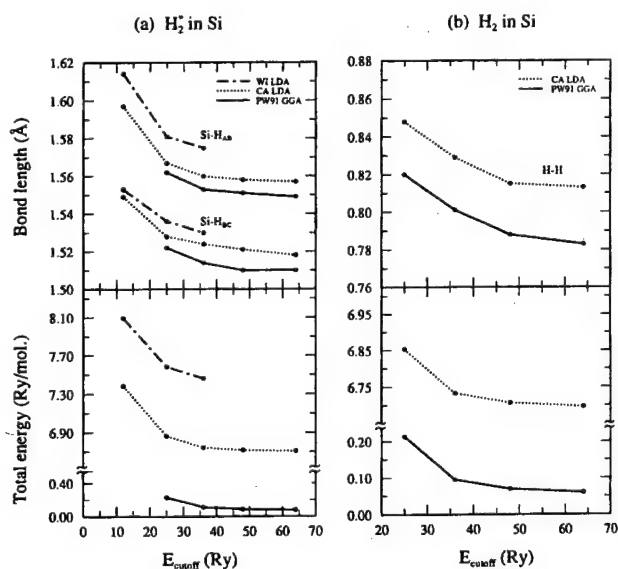 (a) H₂* in Si
(b) H₂ in Si
Bond length (Å)
1.62
1.60
1.58
1.56
1.54
1.52
1.50
WI LDA
CA LDA
PW91 GGA
Si-H_AB
Si-H_BC
0.88
0.86
0.84
0.82
0.80
0.78
0.76
CA LDA
PW91 GGA
H-H
Total energy (Ry/mol.)
8.10
7.70
7.30
6.90
0.40
0.00
0 10 20 30 40 50 60 70
E_cutoff (Ry)
6.95
6.85
6.75
0.20
0.10
0.00
20 30 40 50 60 70
E_cutoff (Ry)